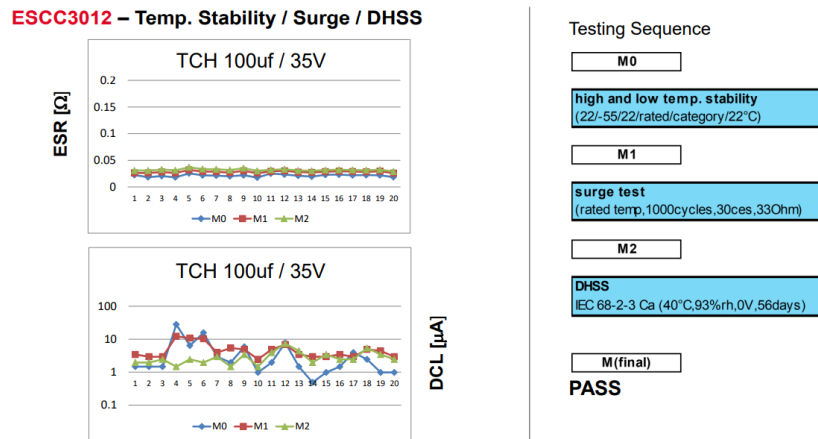 ESCC3012 – Temp. Stability / Surge / DHSS
TCH 100uf / 35V
ESR [Ω]
0.2
0.15
0.1
0.05
0
1 2 3 4 5 6 7 8 9 10 11 12 13 14 15 16 17 18 19 20
M0 M1 M2
TCH 100uf / 35V
DCL [µA]
100
10
1
0.1
1 2 3 4 5 6 7 8 9 10 11 12 13 14 15 16 17 18 19 20
M0 M1 M2
Testing Sequence
M0
high and low temp. stability
(22/-55/22/rated/category/22°C)
M1
surge test
(rated temp,1000cycles,30ces,33Ohm)
M2
DHSS
IEC 68-2-3 Ca (40°C,93%rh,0V,56days)
M(final)
PASS